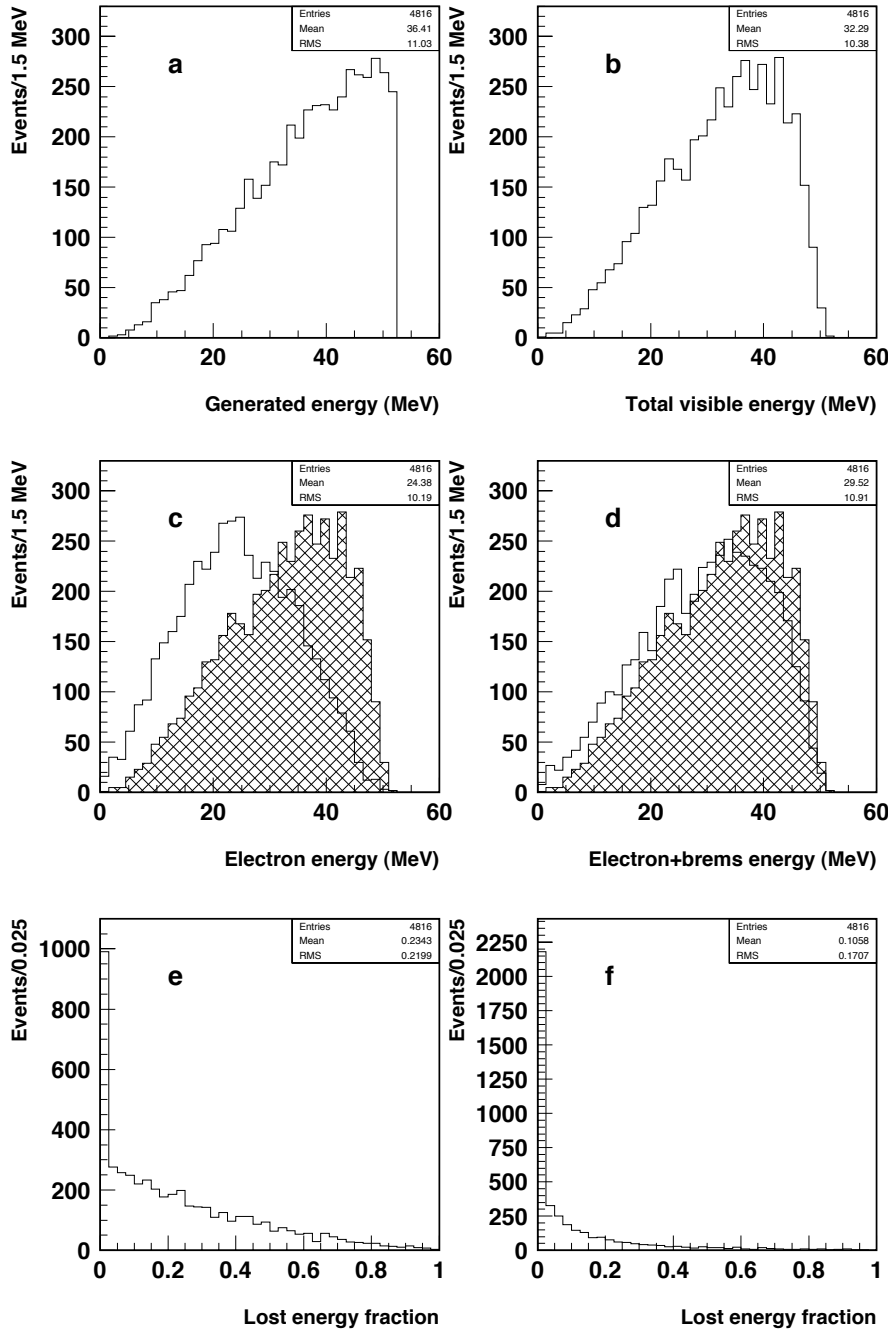 Entries 4816
Mean 36.41
RMS 11.03
a
Events/1.5 MeV
300
250
200
150
100
50
0
0 20 40 60
Generated energy (MeV)
Entries 4816
Mean 32.29
RMS 10.38
b
Events/1.5 MeV
300
250
200
150
100
50
0
0 20 40 60
Total visible energy (MeV)
Entries 4816
Mean 24.38
RMS 10.19
c
Events/1.5 MeV
300
250
200
150
100
50
0
0 20 40 60
Electron energy (MeV)
Entries 4816
Mean 29.52
RMS 10.91
d
Events/1.5 MeV
300
250
200
150
100
50
0
0 20 40 60
Electron+brems energy (MeV)
Entries 4816
Mean 0.2343
RMS 0.2199
e
Events/0.025
1000
800
600
400
200
0
0 0.2 0.4 0.6 0.8 1
Lost energy fraction
Entries 4816
Mean 0.1058
RMS 0.1707
f
Events/0.025
2250
2000
1750
1500
1250
1000
750
500
250
0
0 0.2 0.4 0.6 0.8 1
Lost energy fraction